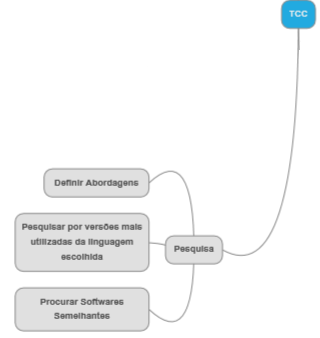 TCC
Definir Abordagens
Pesquisar por versões mais
utilizadas da linguagem
escolhida
Pesquisa
Procurar Softwares
Semelhantes